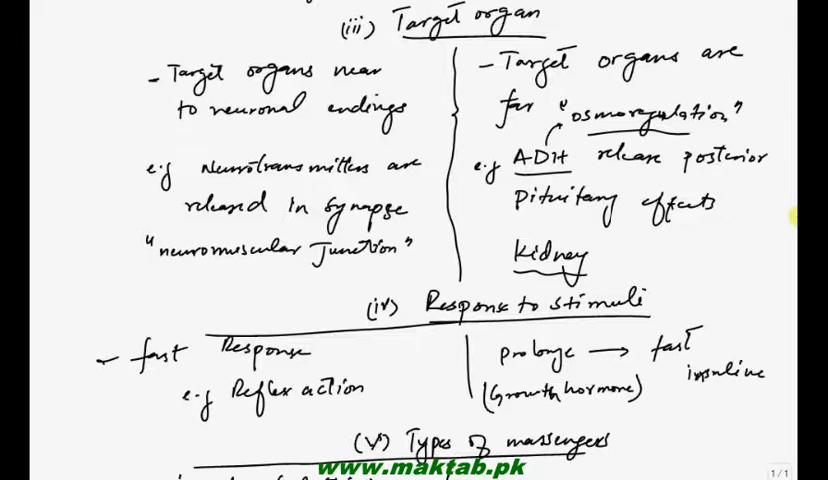 (iii) Target organ
- Target organs near
to neuronal endings
e.g Neurotransmitters are
released in synapse
"neuromuscular Junction"
- Target organs are
far "osmoregulation"
e.g ADH release posterior
Pituitary effects
Kidney
(iv) Response to stimuli
- fast Response
e.g Reflex action
prolonge → fast
insuline
(Growth hormone)
(v) Types of massengers
www.maktab.pk
1/1